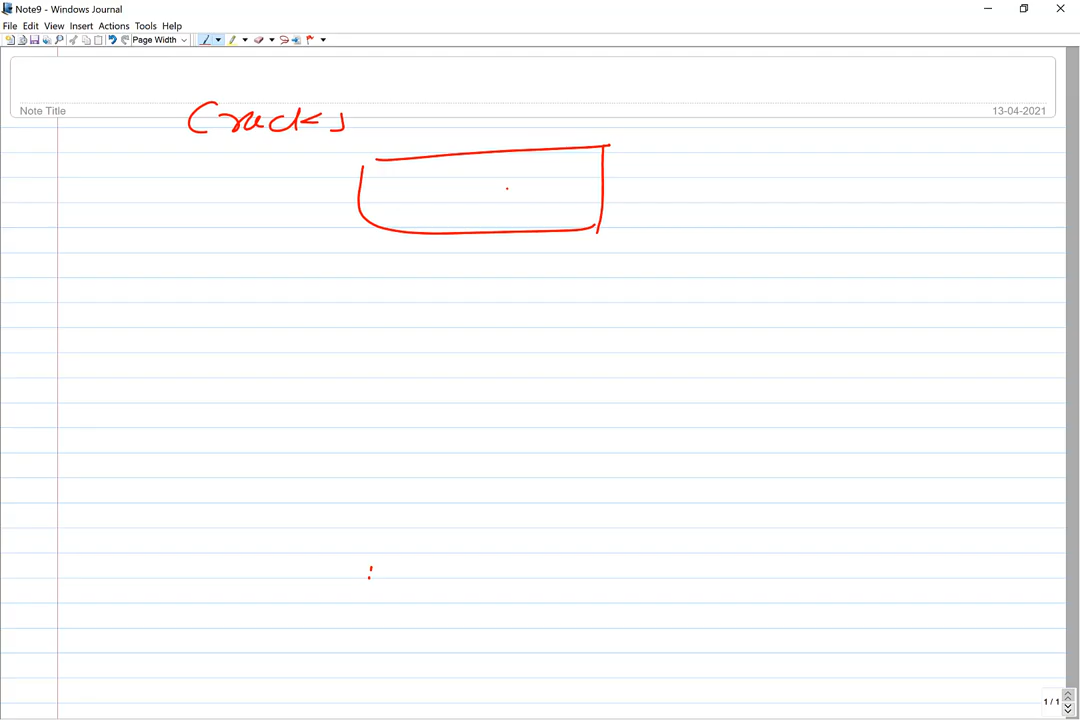 Note9 - Windows Journal
File Edit View Insert Actions Tools Help
Page Width
Note Title
13-04-2021
Cracks
1 / 1